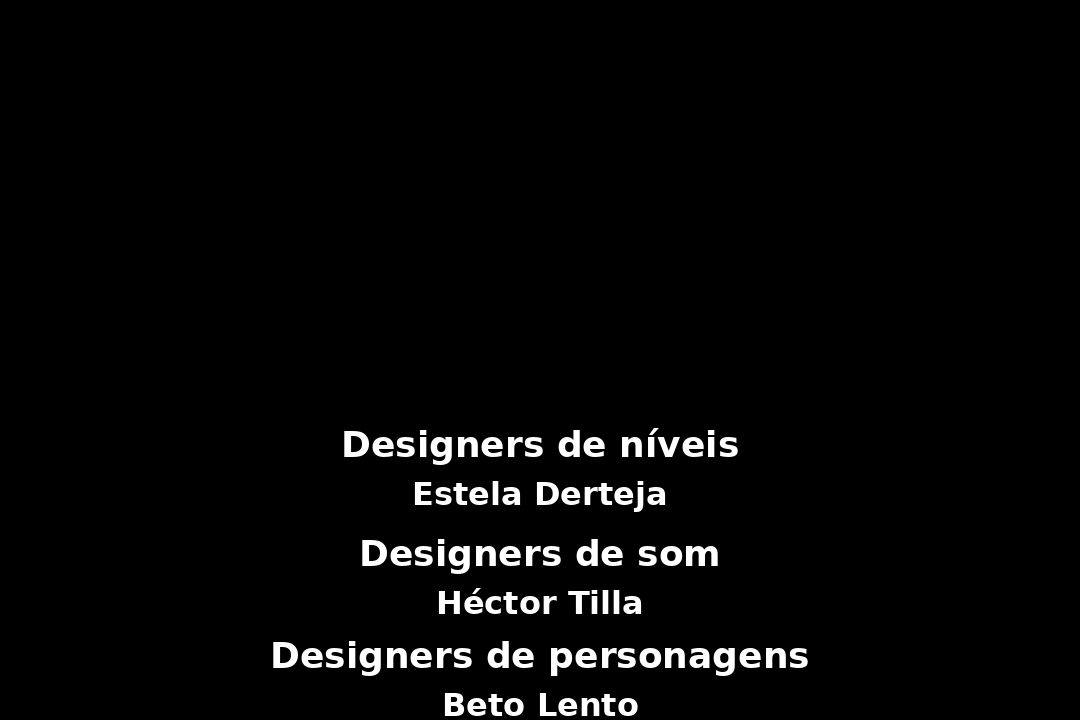 Designers de níveis
Estela Derteja
Designers de som
Héctor Tilla
Designers de personagens
Beto Lento